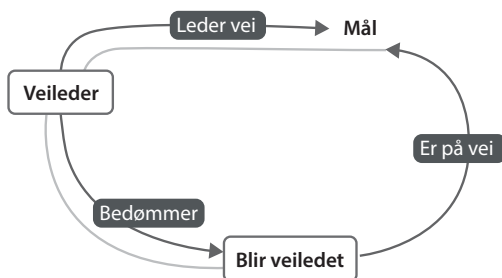 Leder vei
Mål
Veileder
Er på vei
Bedømmer
Blir veiledet